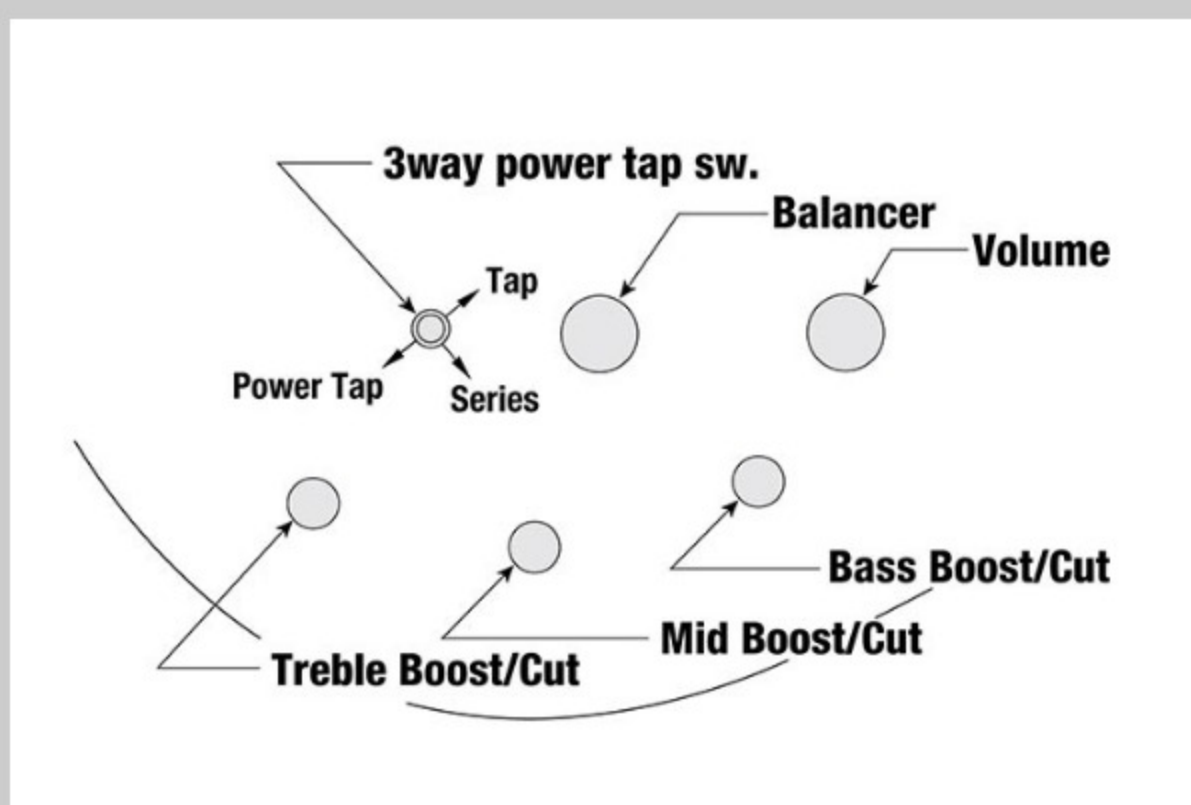 3way power tap sw.
Balancer
Volume
Tap
Power Tap
Series
Bass Boost/Cut
Mid Boost/Cut
Treble Boost/Cut